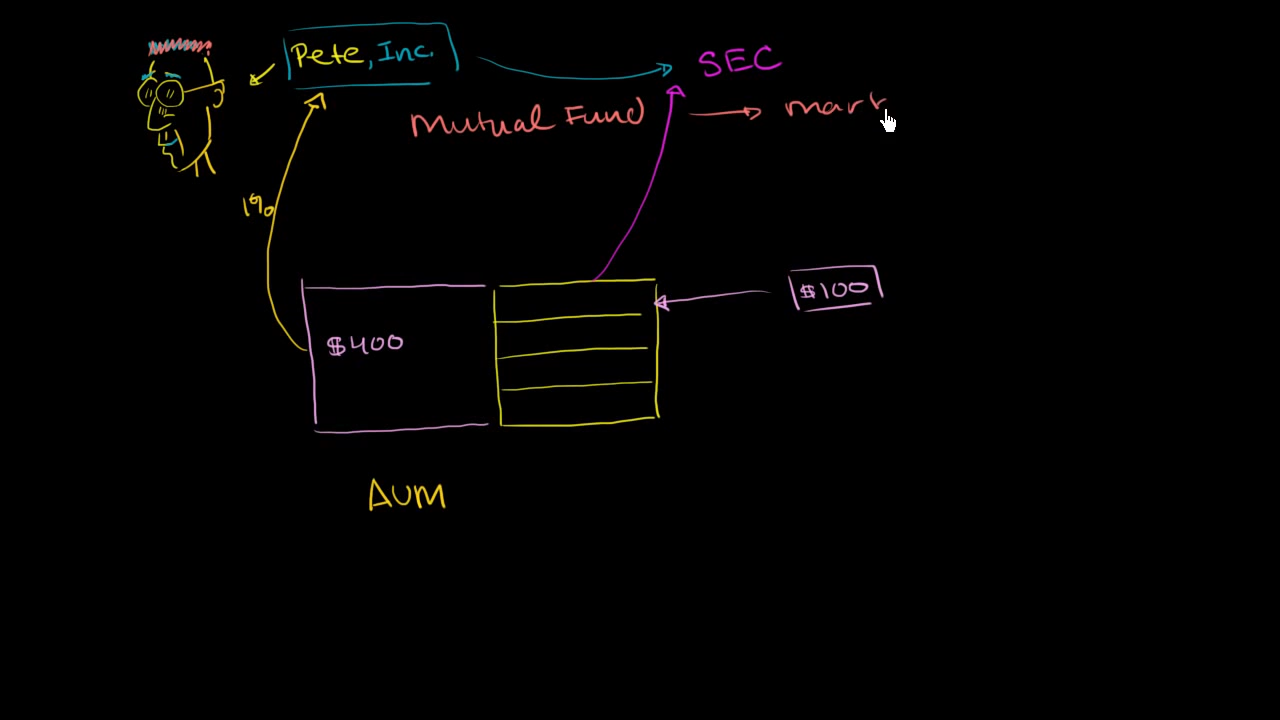 Pete, Inc.
SEC
Mutual Fund
mark
1%
$100
$400
AUM